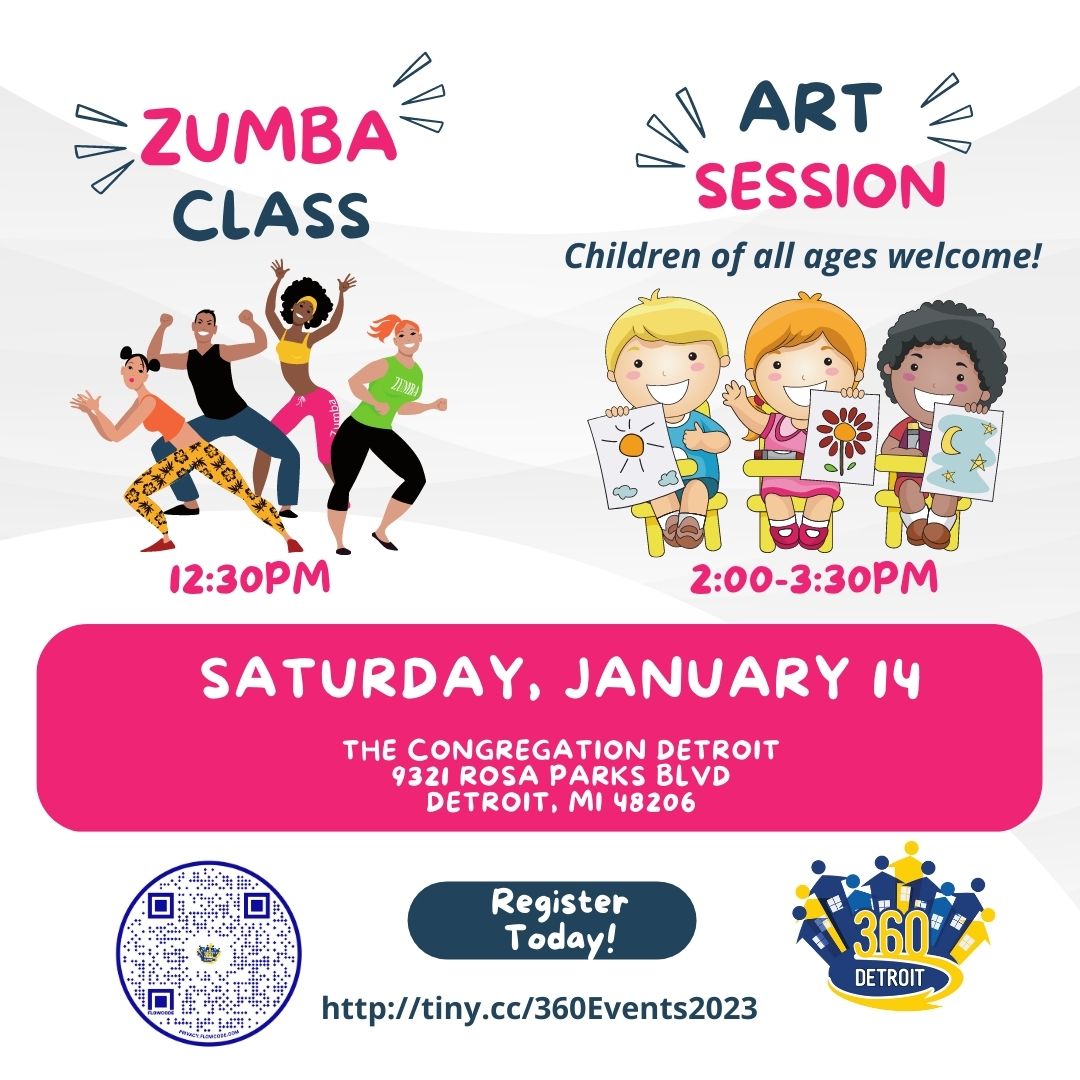 ZUMBA
CLASS
ART
SESSION
Children of all ages welcome!
ZUMBA
Zumba
12:30PM
2:00-3:30PM
SATURDAY, JANUARY 14
THE CONGREGATION DETROIT
9321 ROSA PARKS BLVD
DETROIT, MI 48206
Register
Today!
http://tiny.cc/360Events2023
FLOWCODE
PRIVACY.FLOWCODE.COM
360
DETROIT